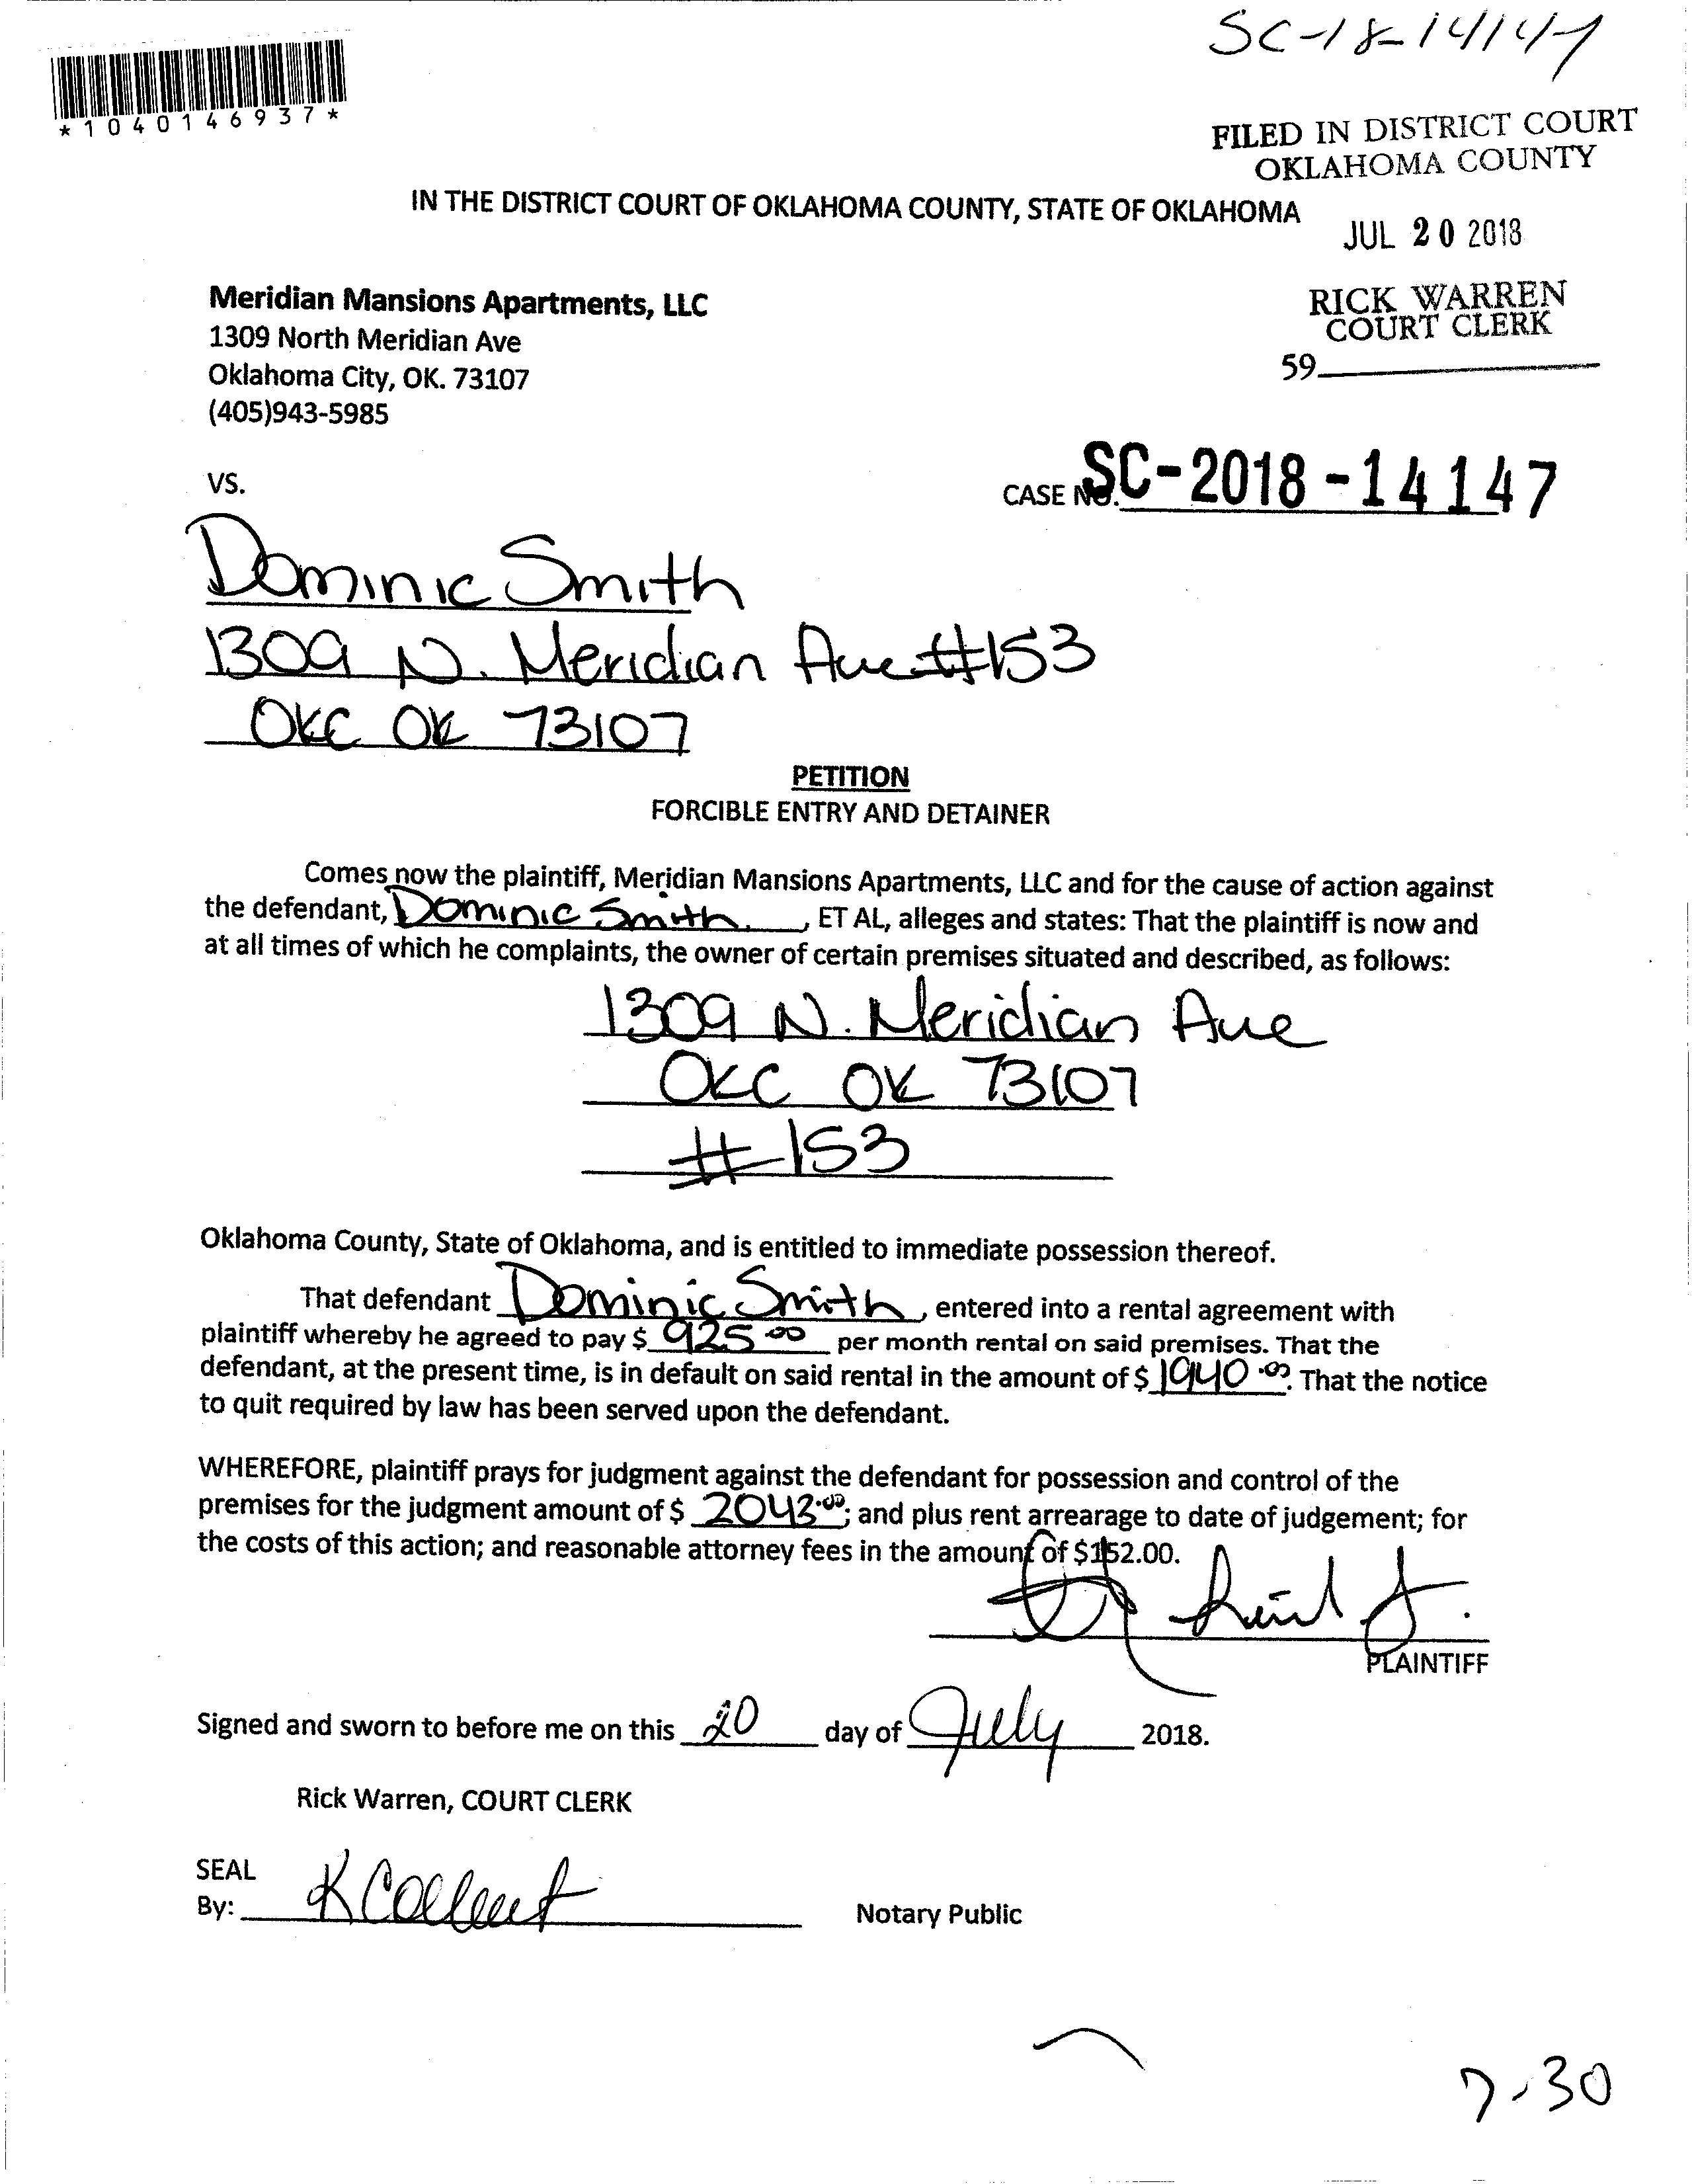 SC-18-14147
*1040146937*
FILED IN DISTRICT COURT
OKLAHOMA COUNTY
IN THE DISTRICT COURT OF OKLAHOMA COUNTY, STATE OF OKLAHOMA
JUL 20 2018
Meridian Mansions Apartments, LLC
1309 North Meridian Ave
Oklahoma City, OK. 73107
(405)943-5985
RICK WARREN
COURT CLERK
59
VS.
CASE NO. SC-2018-14147
Dominic Smith
1309 N. Meridian Ave #153
OKC OK 73107
PETITION
FORCIBLE ENTRY AND DETAINER
Comes now the plaintiff, Meridian Mansions Apartments, LLC and for the cause of action against
the defendant, Dominic Smith, ET AL, alleges and states: That the plaintiff is now and
at all times of which he complaints, the owner of certain premises situated and described, as follows:
1309 N. Meridian Ave
OKC OK 73107
#153
Oklahoma County, State of Oklahoma, and is entitled to immediate possession thereof.
That defendant Dominic Smith, entered into a rental agreement with
plaintiff whereby he agreed to pay $ 925.00 per month rental on said premises. That the
defendant, at the present time, is in default on said rental in the amount of $ 1940.00. That the notice
to quit required by law has been served upon the defendant.
WHEREFORE, plaintiff prays for judgment against the defendant for possession and control of the
premises for the judgment amount of $ 2043.00; and plus rent arrearage to date of judgement; for
the costs of this action; and reasonable attorney fees in the amount of $152.00.
PLAINTIFF
Signed and sworn to before me on this 20 day of July 2018.
Rick Warren, COURT CLERK
SEAL
By: Notary Public
7-30